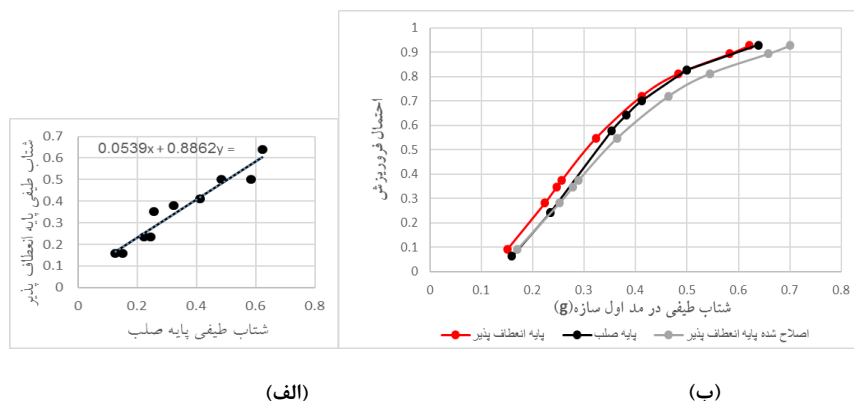 0.0539x + 0.8862y =
شتاب طیفی پایه انعطاف پذیر
0.7
0.6
0.5
0.4
0.3
0.2
0.1
0
0 0.2 0.4 0.6 0.8
شتاب طیفی پایه صلب
(الف)
احتمال فروریزش
1
0.9
0.8
0.7
0.6
0.5
0.4
0.3
0.2
0.1
0
0 0.1 0.2 0.3 0.4 0.5 0.6 0.7 0.8
شتاب طیفی در مد اول سازه(g)
پایه انعطاف پذیر
پایه صلب
اصلاح شده پایه انعطاف پذیر
(ب)